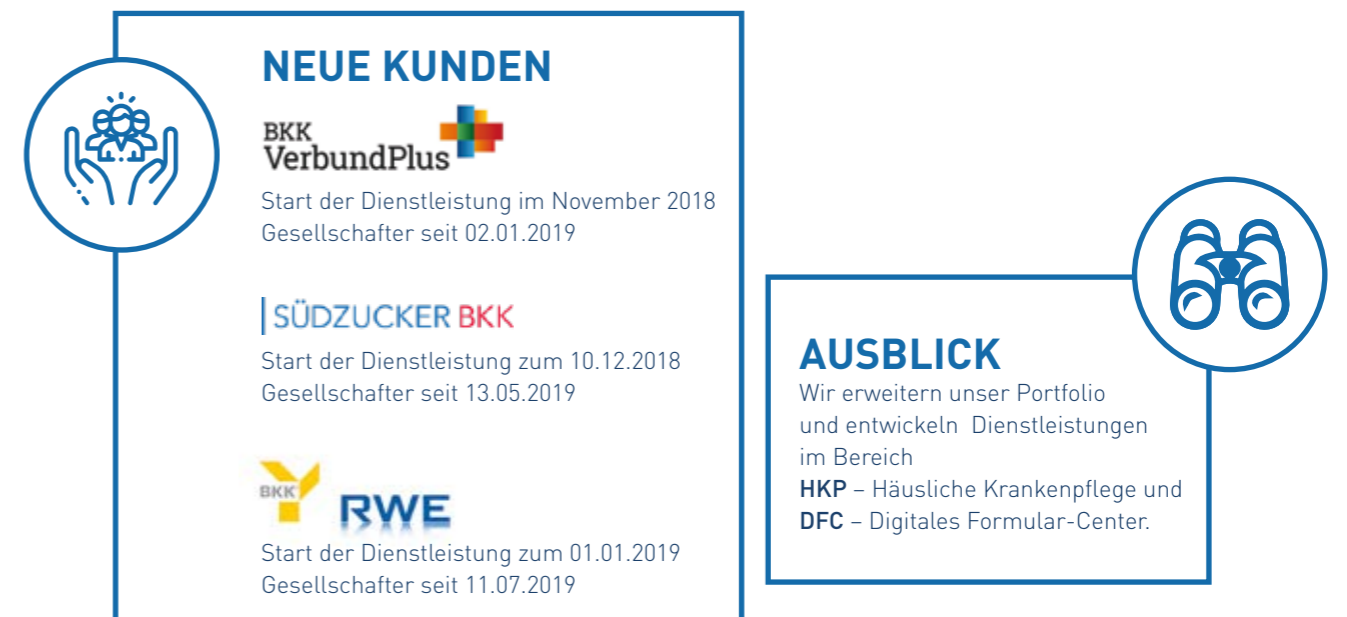 NEUE KUNDEN
BKK
VerbundPlus
Start der Dienstleistung im November 2018
Gesellschafter seit 02.01.2019
SÜDZUCKER BKK
Start der Dienstleistung zum 10.12.2018
Gesellschafter seit 13.05.2019
BKK
RWE
Start der Dienstleistung zum 01.01.2019
Gesellschafter seit 11.07.2019
AUSBLICK
Wir erweitern unser Portfolio
und entwickeln  Dienstleistungen
im Bereich
HKP – Häusliche Krankenpflege und
DFC – Digitales Formular-Center.